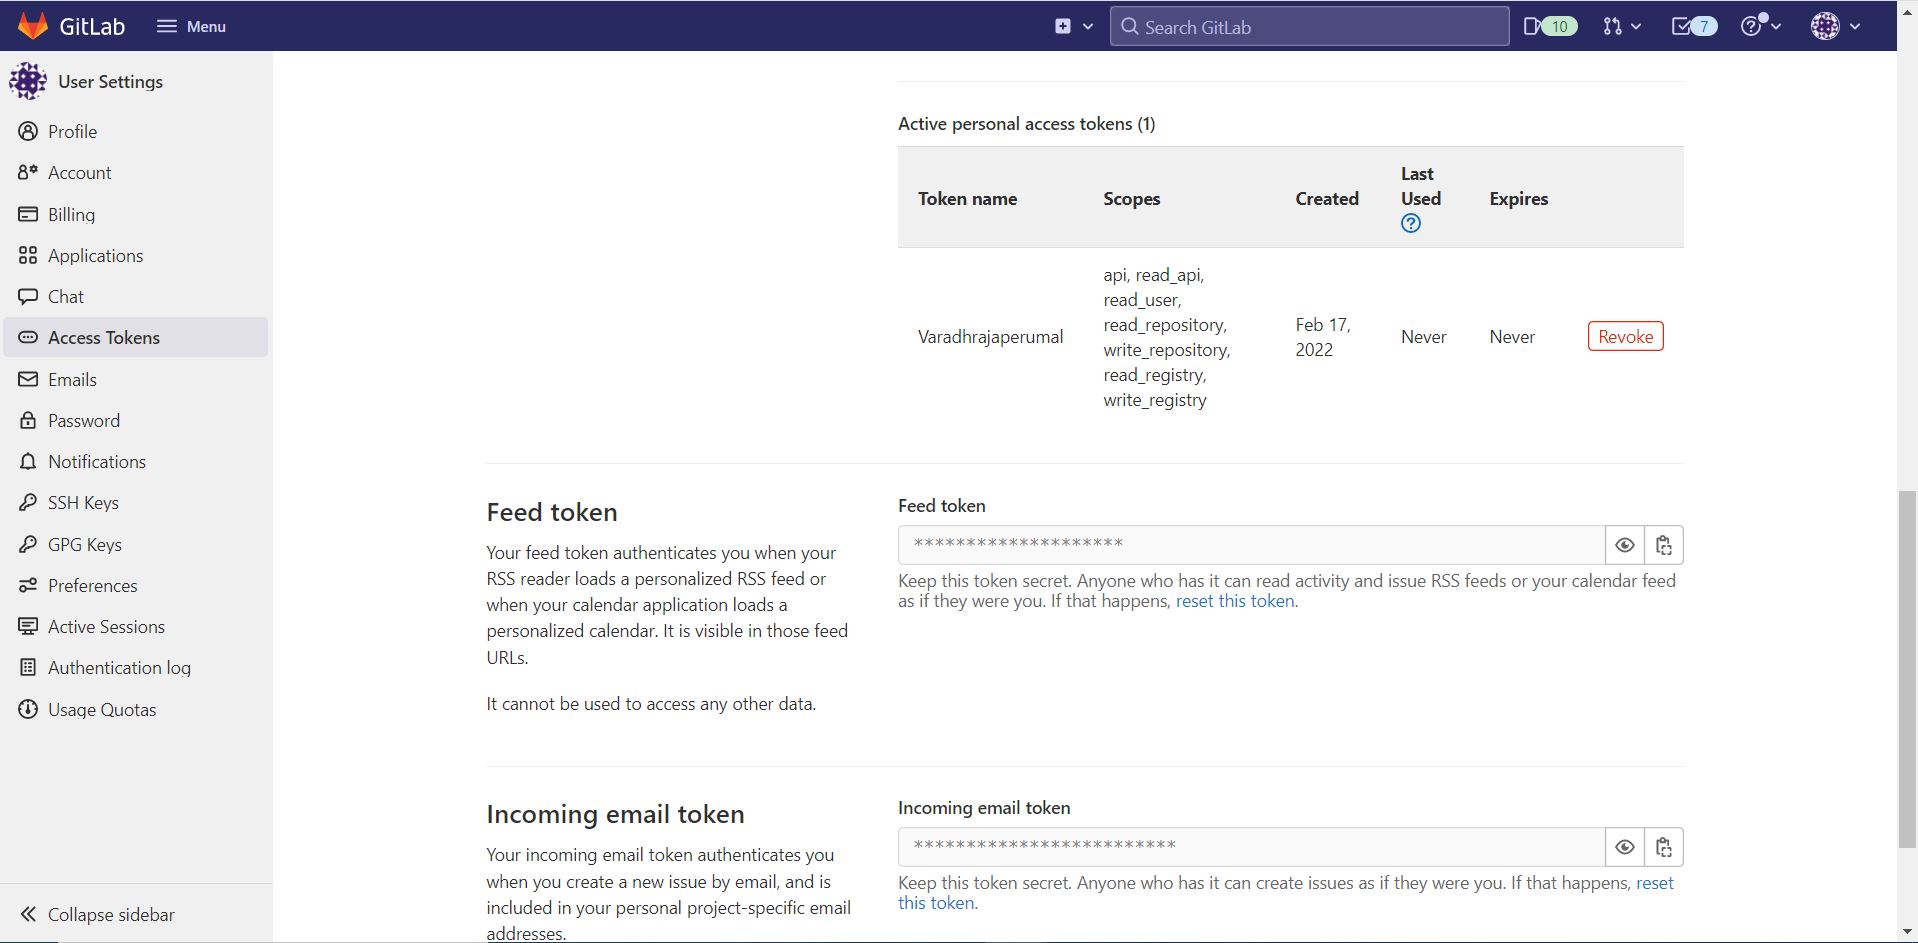 GitLab
Menu
Search GitLab
10
7
User Settings
Profile
Account
Billing
Applications
Chat
Access Tokens
Emails
Password
Notifications
SSH Keys
GPG Keys
Preferences
Active Sessions
Authentication log
Usage Quotas
Collapse sidebar
Active personal access tokens (1)
Token name
Scopes
Created
Last
Used
Expires
Varadhrajaperumal
api, read_api,
read_user,
read_repository,
write_repository,
read_registry,
write_registry
Feb 17,
2022
Never
Never
Revoke
Feed token
Your feed token authenticates you when your
RSS reader loads a personalized RSS feed or
when your calendar application loads a
personalized calendar. It is visible in those feed
URLs.
It cannot be used to access any other data.
Feed token
********************
Keep this token secret. Anyone who has it can read activity and issue RSS feeds or your calendar feed
as if they were you. If that happens, reset this token.
Incoming email token
Your incoming email token authenticates you
when you create a new issue by email, and is
included in your personal project-specific email
addresses.
Incoming email token
*************************
Keep this token secret. Anyone who has it can create issues as if they were you. If that happens, reset
this token.